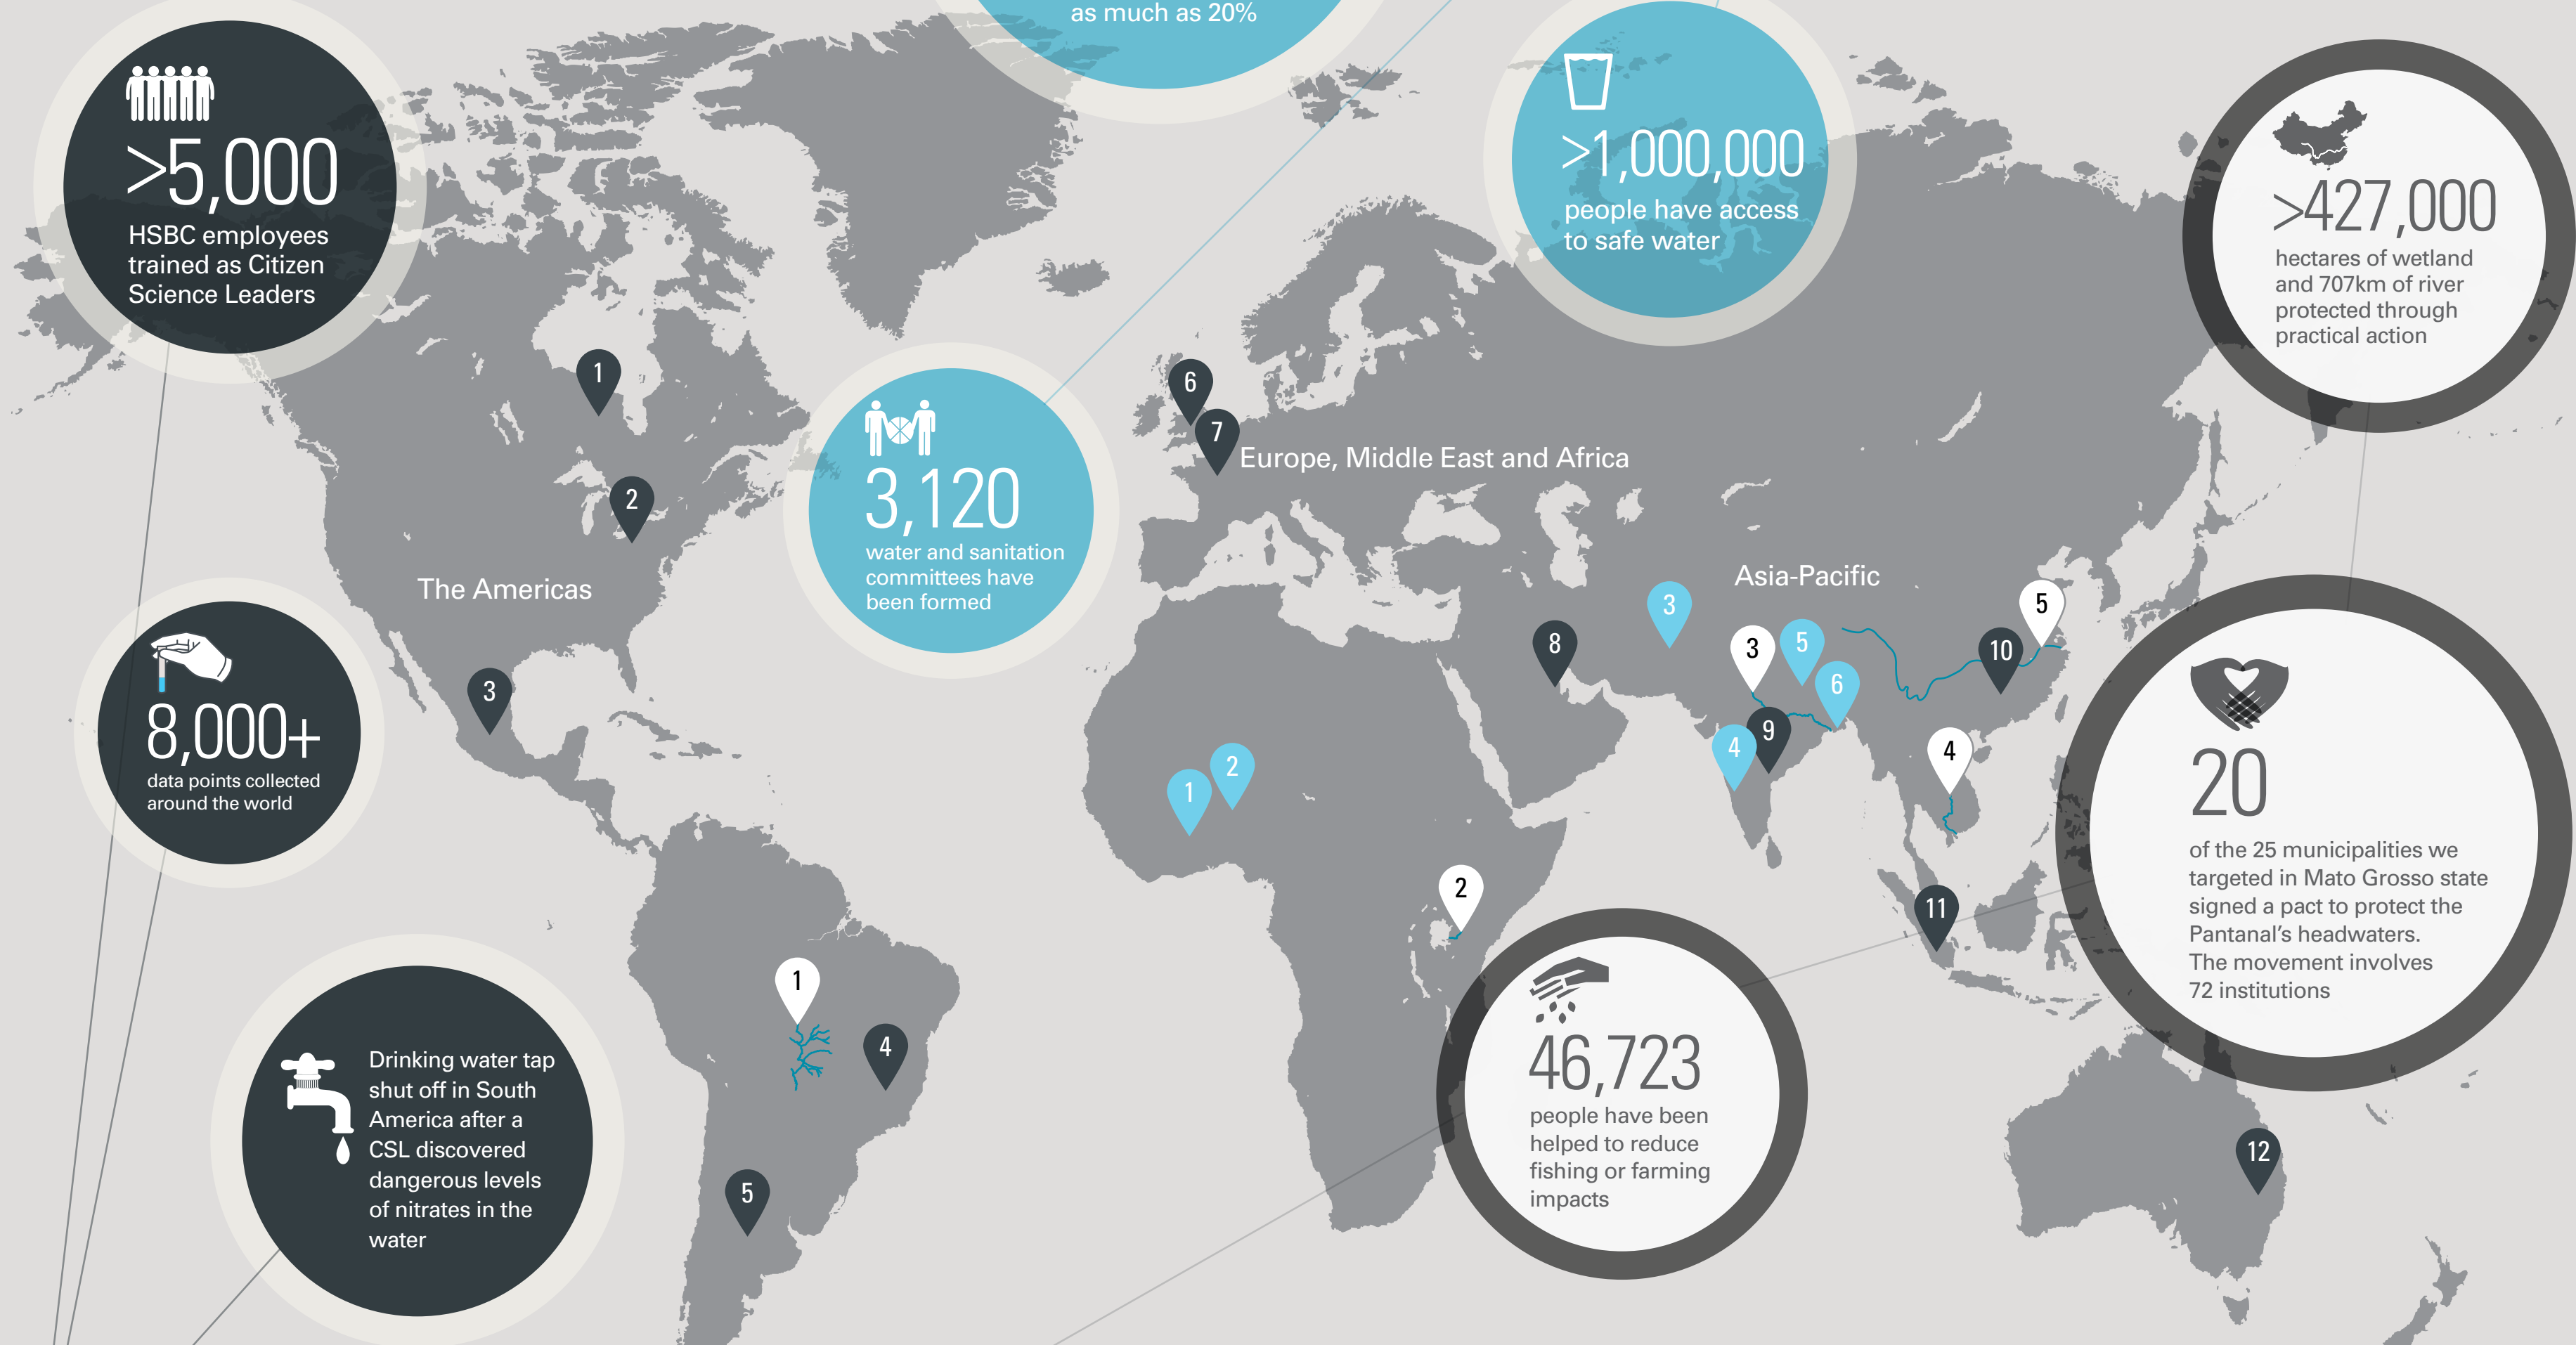 as much as 20%
>5,000
HSBC employees
trained as Citizen
Science Leaders
>1,000,000
people have access
to safe water
>427,000
hectares of wetland
and 707km of river
protected through
practical action
1
2
3
6
7
3,120
water and sanitation
committees have
been formed
Europe, Middle East and Africa
The Americas
Asia-Pacific
8,000+
data points collected
around the world
8
3
3
5
6
4
9
10
5
4
1
2
2
11
20
of the 25 municipalities we
targeted in Mato Grosso state
signed a pact to protect the
Pantanal’s headwaters.
The movement involves
72 institutions
1
4
5
Drinking water tap
shut off in South
America after a
CSL discovered
dangerous levels
of nitrates in the
water
46,723
people have been
helped to reduce
fishing or farming
impacts
12